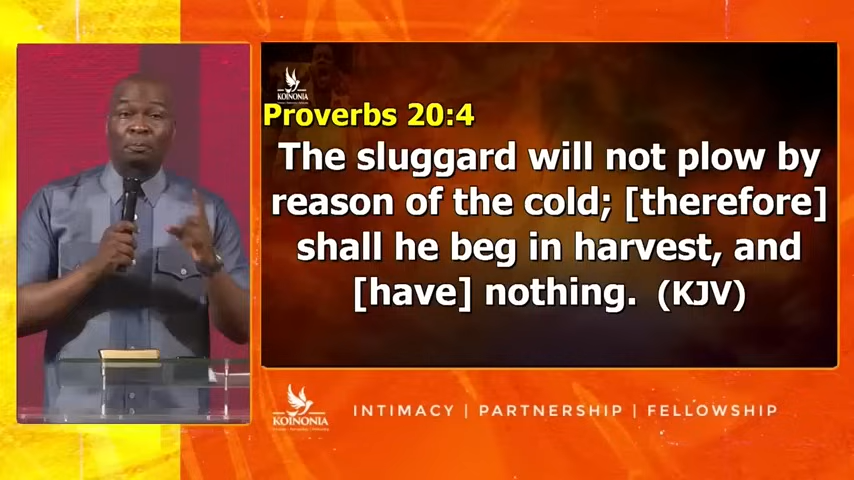 KOINONIA
Proverbs 20:4
The sluggard will not plow by
reason of the cold; [therefore]
shall he beg in harvest, and
[have] nothing. (KJV)
KOINONIA
INTIMACY | PARTNERSHIP | FELLOWSHIP